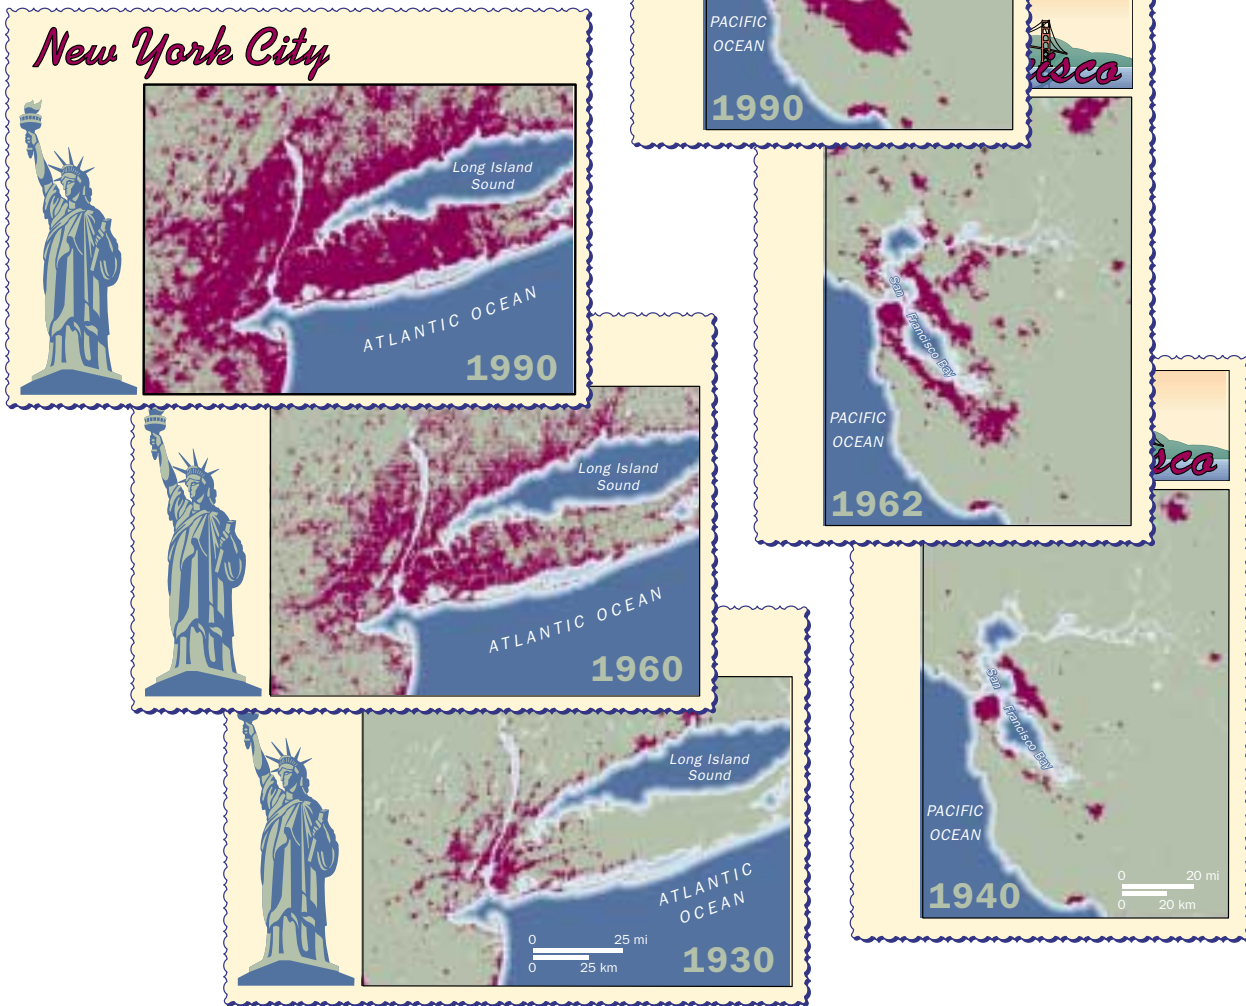 New York City
Long Island
Sound
ATLANTIC OCEAN
1990
Long Island
Sound
ATLANTIC OCEAN
1960
Long Island
Sound
ATLANTIC
OCEAN
0 25 mi
0 25 km
1930
PACIFIC
OCEAN
1990
cisco
San
Francisco Bay
PACIFIC
OCEAN
1962
sco
San
Francisco Bay
PACIFIC
OCEAN
0 20 mi
0 20 km
1940